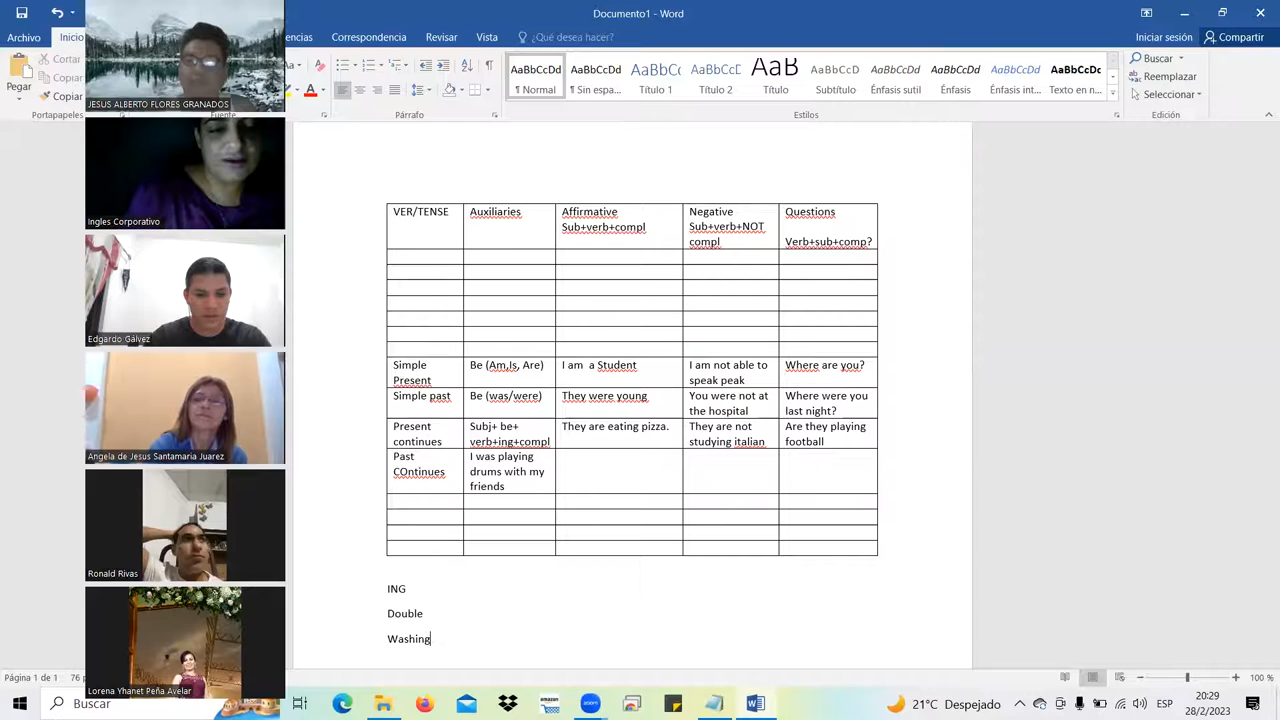 Documento1 - Word
Archivo
Inicio
encias
Correspondencia
Revisar
Vista
¿Qué desea hacer?
Iniciar sesión
Compartir
Pegar
Cortar
Copiar
Copiar
Portapapeles
Fuente
Párrafo
AaBbCcDd
¶ Normal
AaBbCcDd
¶ Sin espa...
AaBbCc
Título 1
AaBbCcC
Título 2
AaB
Título
AaBbCcD
Subtítulo
AaBbCcDd
Énfasis sutil
AaBbCcDd
Énfasis
AaBbCcDd
Énfasis int...
AaBbCcDc
Texto en n...
Estilos
Buscar
Reemplazar
Seleccionar
Edición
JESUS ALBERTO FLORES GRANADOS
Ingles Corporativo
Edgardo Gálvez
Angela de Jesus Santamaria Juarez
Ronald Rivas
Lorena Yhanet Peña Avelar
VER/TENSE
Auxiliaries
Affirmative
Sub+verb+compl
Negative
Sub+verb+NOT
compl
Questions
Verb+sub+comp?
Simple
Present
Be (Am,Is, Are)
I am  a Student
I am not able to
speak peak
Where are you?
Simple past
Be (was/were)
They were young
You were not at
the hospital
Where were you
last night?
Present
continues
Subj+ be+
verb+ing+compl
They are eating pizza.
They are not
studying italian
Are they playing
football
Past
COntinues
I was playing
drums with my
friends
ING
Double
Washing
Página 1 de 1
76 p
100 %
Buscar
amazon
zoom
21°C Despejado
ESP
20:29
28/2/2023